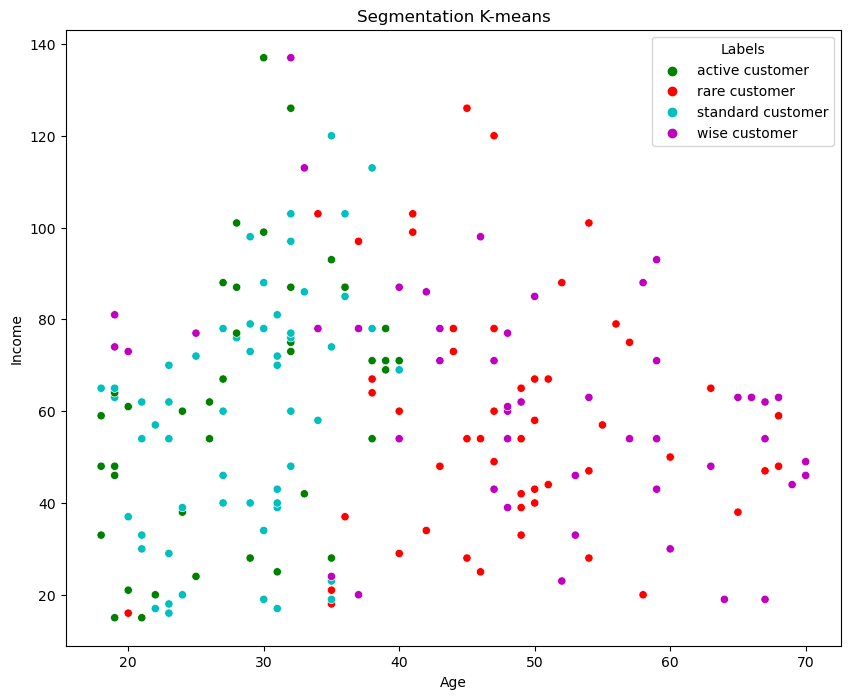 Segmentation K-means
Labels
active customer
rare customer
standard customer
wise customer
140
120
100
80
60
40
20
Income
20
30
40
50
60
70
Age